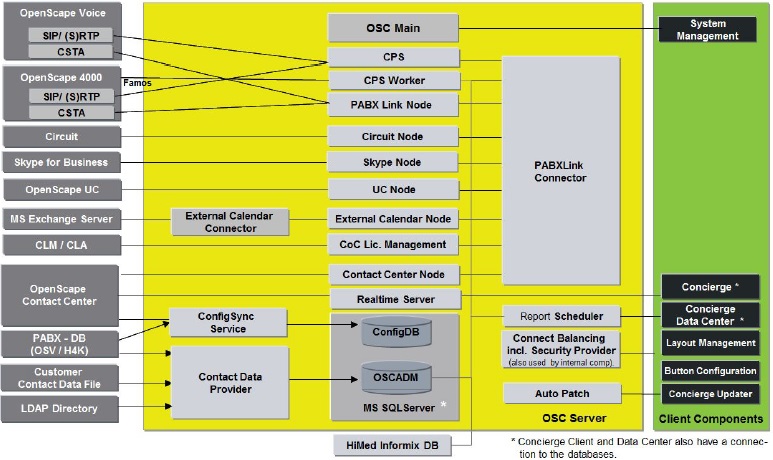 OpenScape Voice
SIP/ (S)RTP
CSTA
OpenScape 4000
SIP/ (S)RTP
CSTA
Famos
Circuit
Skype for Business
OpenScape UC
MS Exchange Server
CLM / CLA
OpenScape
Contact Center
PABX - DB
(OSV / H4K)
Customer
Contact Data File
LDAP Directory
External Calendar
Connector
ConfigSync
Service
Contact Data
Provider
OSC Main
CPS
CPS Worker
PABX Link Node
Circuit Node
Skype Node
UC Node
External Calendar Node
CoC Lic. Management
Contact Center Node
Realtime Server
ConfigDB
OSCADM
MS SQLServer *
HiMed Informix DB
PABXLink
Connector
Report Scheduler
Connect Balancing
incl. Security Provider
(also used by internal comp).
Auto Patch
OSC Server
System
Management
Concierge *
Concierge
Data Center *
Layout Management
Button Configuration
Concierge Updater
Client Components
* Concierge Client and Data Center also have a connec-
tion to the databases.